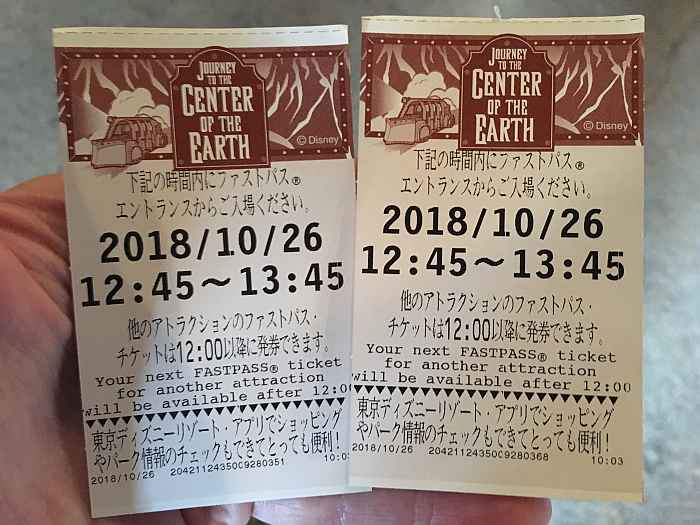 JOURNEY
TO THE
CENTER
OF THE
EARTH
© Disney
下記の時間内にファストパス®
エントランスからご入場ください。
2018/10/26
12:45～13:45
他のアトラクションのファストパス・
チケットは12:00以降に発券できます。
Your next FASTPASS® ticket
for another attraction
will be available after 12:00
東京ディズニーリゾート・アプリでショッピング
やパーク情報のチェックもできてとっても便利！
2018/10/26 2042112435009280351 10:03
JOURNEY
TO THE
CENTER
OF THE
EARTH
© Disney
下記の時間内にファストパス®
エントランスからご入場ください。
2018/10/26
12:45～13:45
他のアトラクションのファストパス・
チケットは12:00以降に発券できます。
Your next FASTPASS® ticket
for another attraction
will be available after 12:00
東京ディズニーリゾート・アプリでショッピング
やパーク情報のチェックもできてとっても便利！
2018/10/26 2042112435009280368 10:03